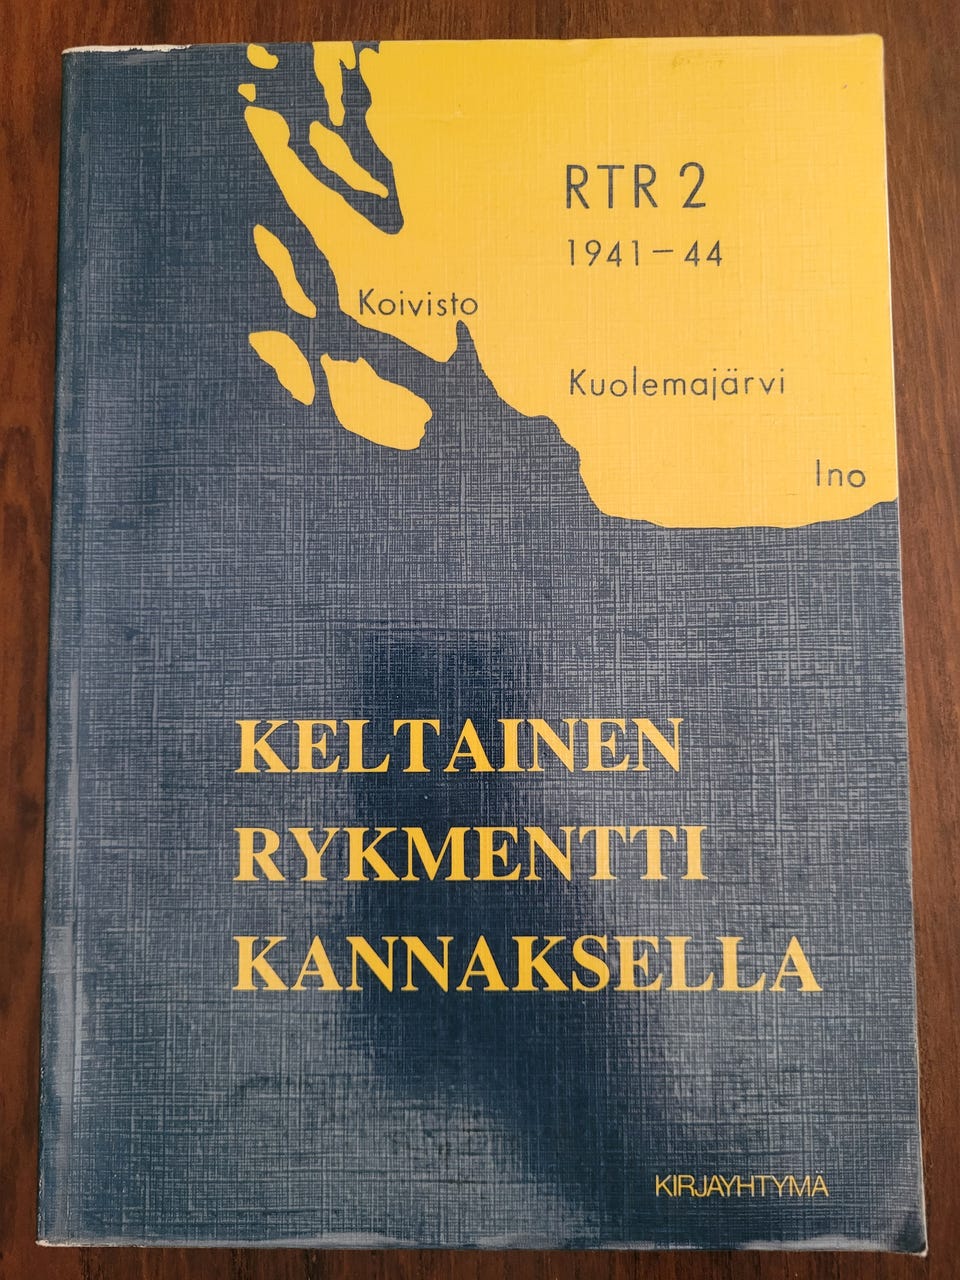 RTR 2
1941-44
Koivisto
Kuolemajärvi
Ino
KELTAINEN
RYKMENTTI
KANNAKSELLA
KIRJAYHTYMÄ